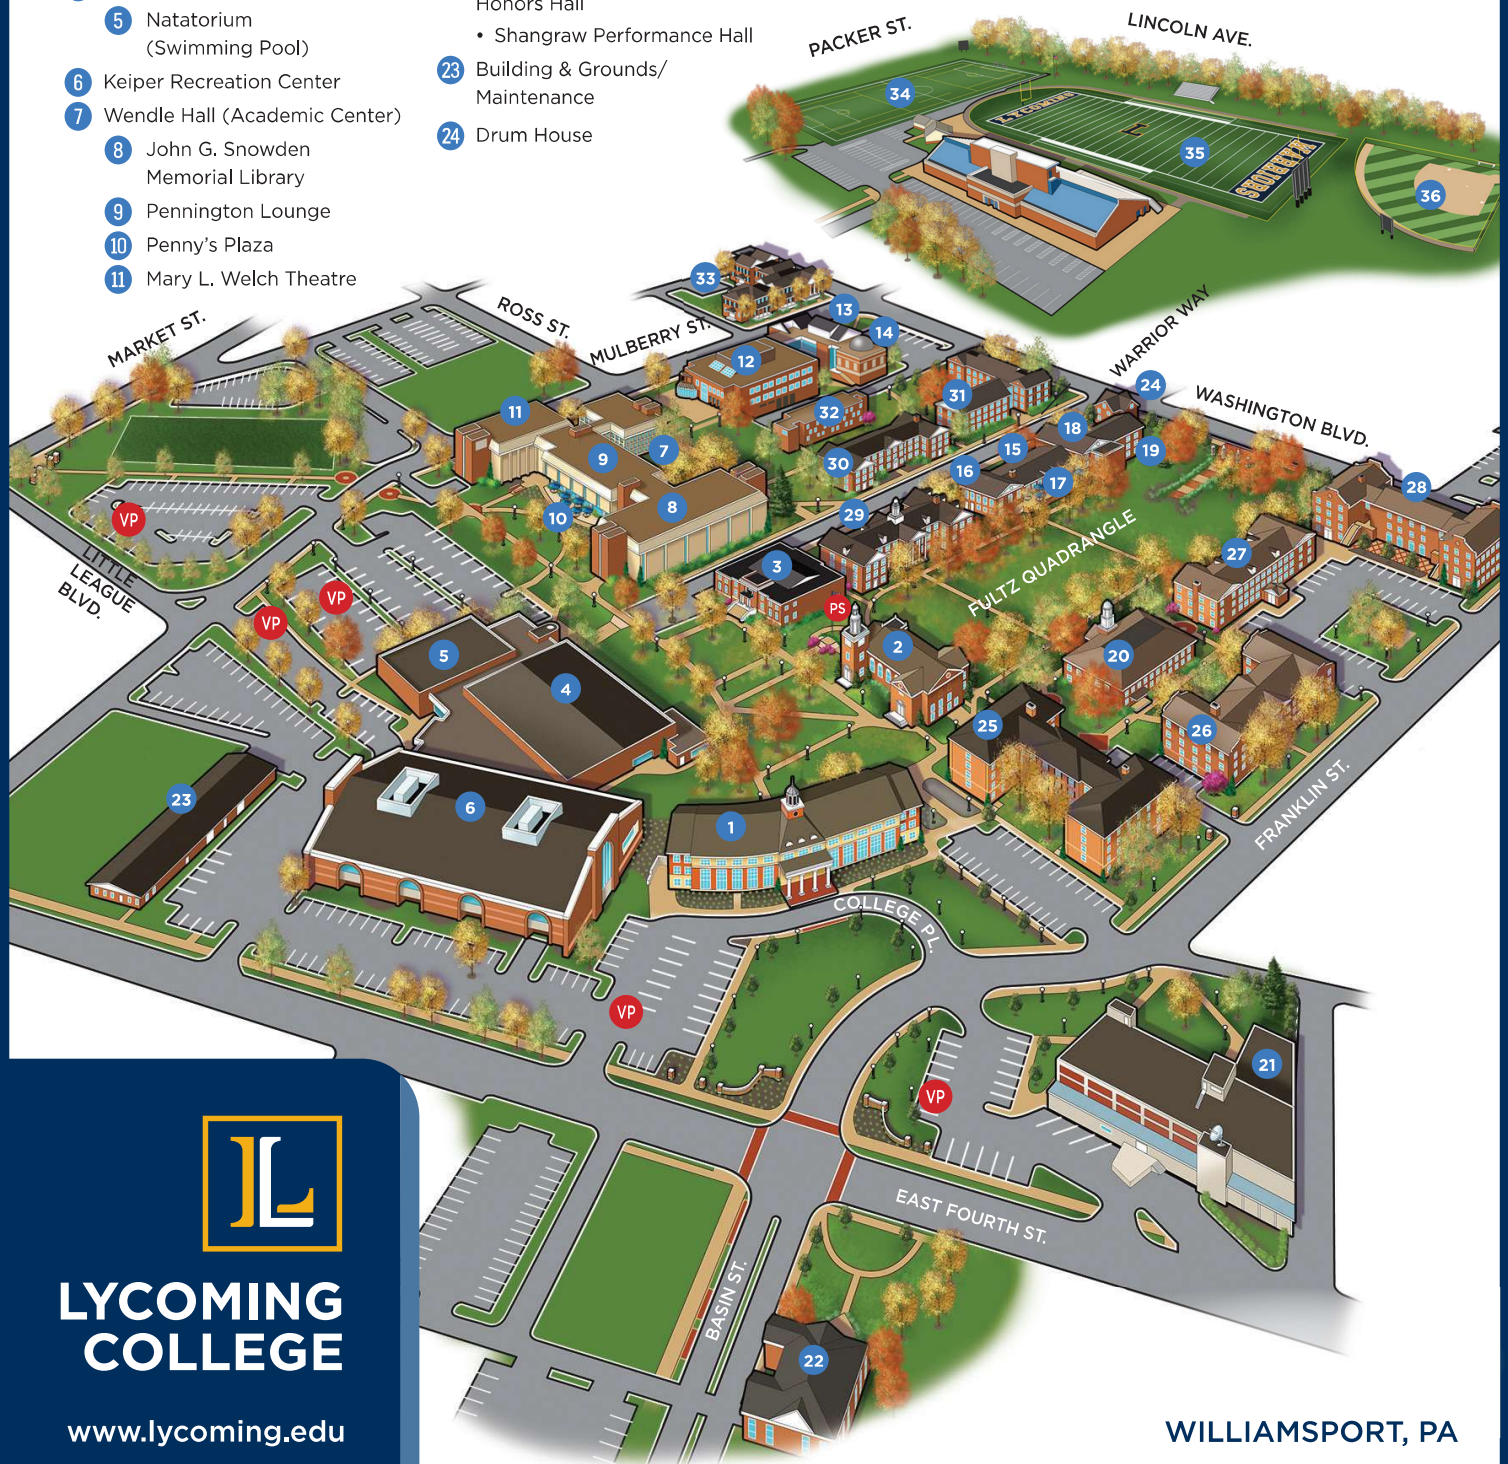 5 Natatorium
(Swimming Pool)
6 Keiper Recreation Center
7 Wendle Hall (Academic Center)
8 John G. Snowden
Memorial Library
9 Pennington Lounge
10 Penny's Plaza
11 Mary L. Welch Theatre
Honors Hall
• Shangraw Performance Hall
23 Building & Grounds/
Maintenance
24 Drum House
PACKER ST.
LINCOLN AVE.
34
LYCOMING
L
35
WARRIORS
36
33
MARKET ST.
ROSS ST.
MULBERRY ST.
WARRIOR WAY
WASHINGTON BLVD.
13
14
12
24
31
11
32
18
7
15
19
9
30
16
17
28
8
10
29
VP
LITTLE
LEAGUE
BLVD.
3
FULTZ QUADRANGLE
27
VP
VP
PS
5
2
20
4
25
26
23
6
1
FRANKLIN ST.
COLLEGE PL.
VP
21
VP
EAST FOURTH ST.
BASIN ST.
22
L
LYCOMING
COLLEGE
www.lycoming.edu
WILLIAMSPORT, PA